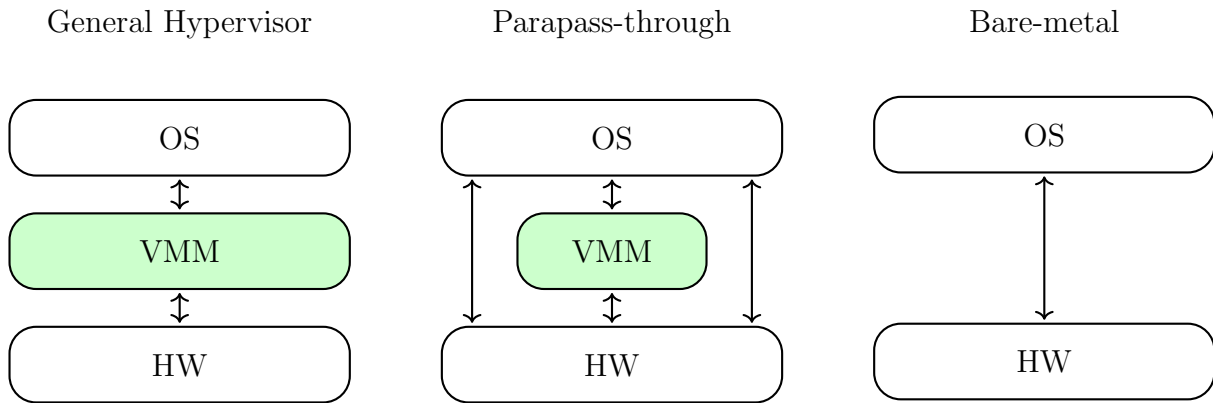 General Hypervisor
Parapass-through
Bare-metal
OS
OS
OS
VMM
VMM
HW
HW
HW